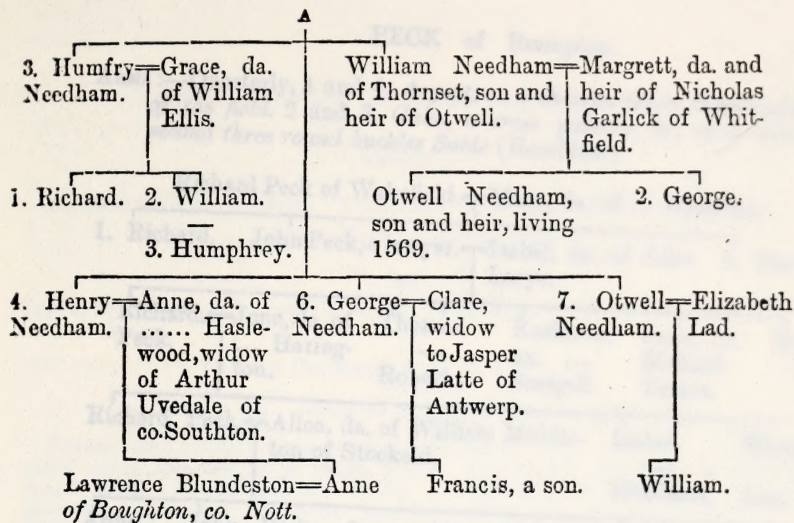 A
3. Humfry=Grace, da.
Needham. of William
Ellis.
William Needham=Margrett, da. and
of Thornset, son and heir of Nicholas
heir of Otwell. Garlick of Whit-
field.
1. Richard. 2. William.
3. Humphrey.
Otwell Needham, 2. George.
son and heir, living
1569.
4. Henry=Anne, da. of
Needham. ...... Hasle-
wood, widow
of Arthur
Uvedale of
co. Southton.
6. George=Clare,
Needham. widow
to Jasper
Latte of
Antwerp.
7. Otwell=Elizabeth
Needham. Lad.
Lawrence Blundeston=Anne
of Boughton, co. Nott.
Francis, a son.
William.